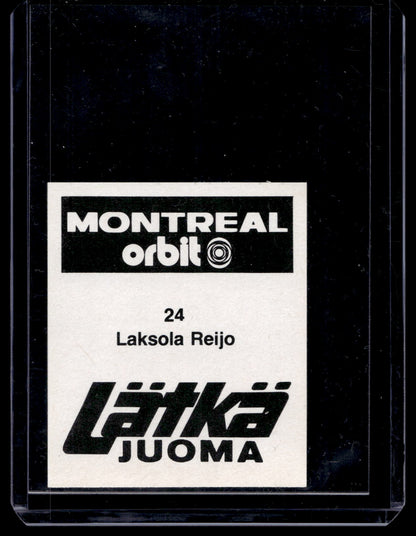 MONTREAL
orbit
24
Laksola Reijo
Lätkä
JUOMA